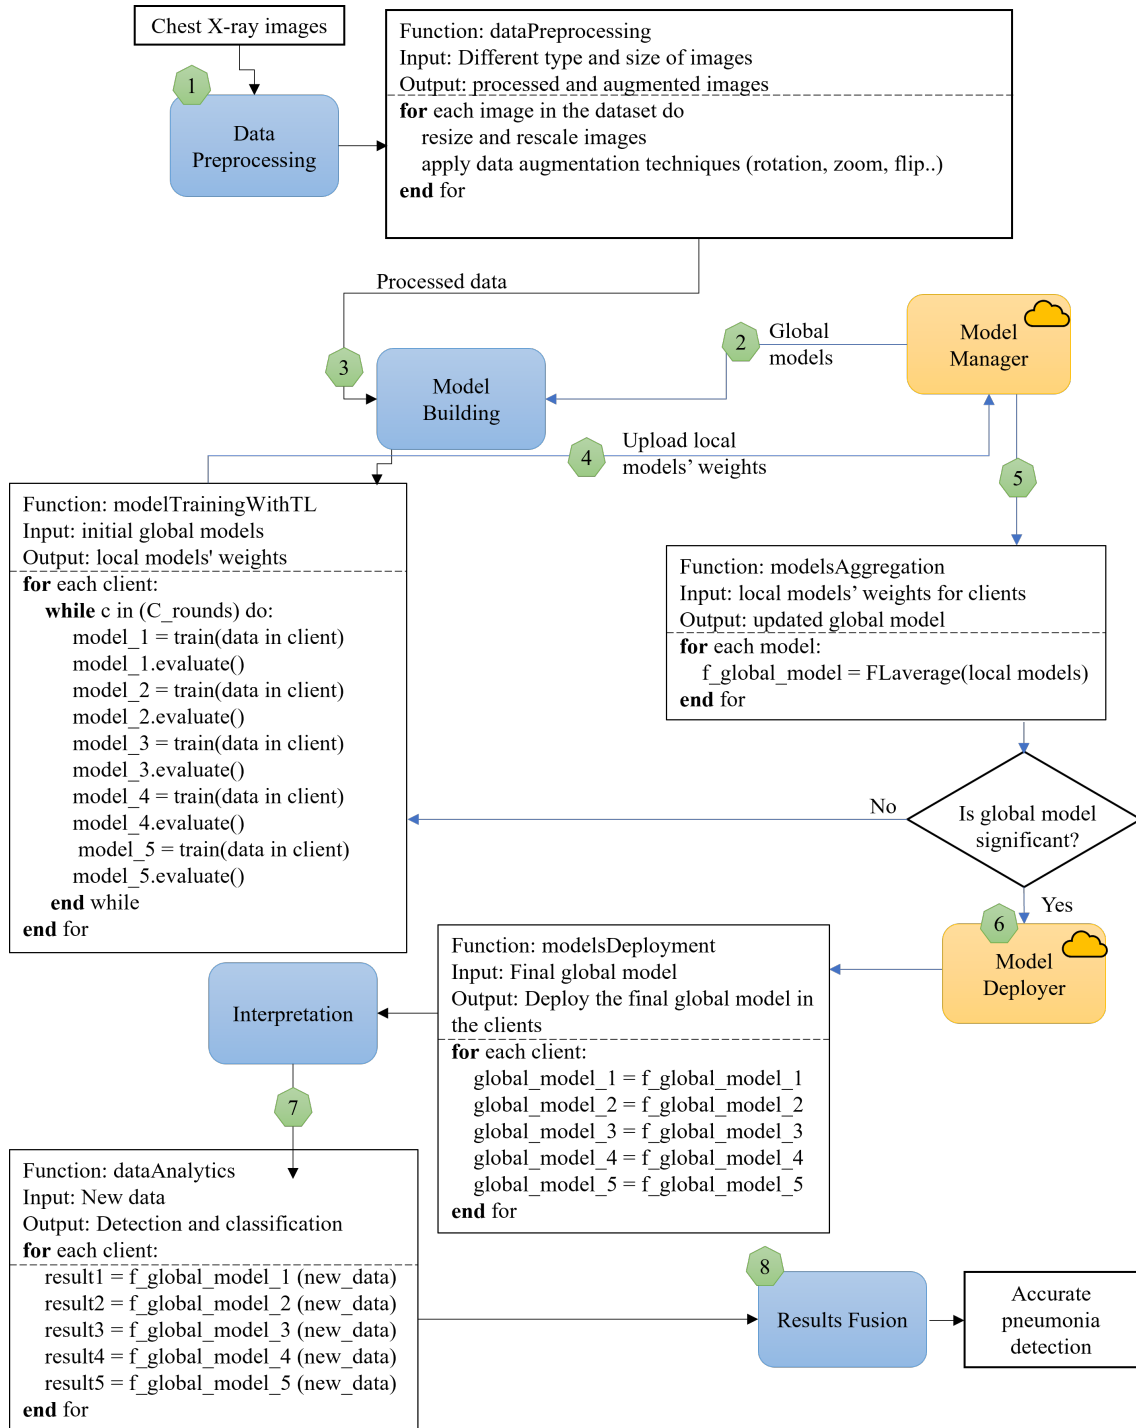 Chest X-ray images
1
Data
Preprocessing
Function: dataPreprocessing
Input: Different type and size of images
Output: processed and augmented images
for each image in the dataset do
resize and rescale images
apply data augmentation techniques (rotation, zoom, flip..)
end for
Processed data
3
Model
Building
2
Global
models
Model
Manager
4
Upload local
models’ weights
5
Function: modelTrainingWithTL
Input: initial global models
Output: local models' weights
for each client:
while c in (C_rounds) do:
model_1 = train(data in client)
model_1.evaluate()
model_2 = train(data in client)
model_2.evaluate()
model_3 = train(data in client)
model_3.evaluate()
model_4 = train(data in client)
model_4.evaluate()
model_5 = train(data in client)
model_5.evaluate()
end while
end for
Function: modelsAggregation
Input: local models’ weights for clients
Output: updated global model
for each model:
f_global_model = FLaverage(local models)
end for
Is global model
significant?
No
Yes
6
Model
Deployer
Function: modelsDeployment
Input: Final global model
Output: Deploy the final global model in
the clients
for each client:
global_model_1 = f_global_model_1
global_model_2 = f_global_model_2
global_model_3 = f_global_model_3
global_model_4 = f_global_model_4
global_model_5 = f_global_model_5
end for
Interpretation
7
Function: dataAnalytics
Input: New data
Output: Detection and classification
for each client:
result1 = f_global_model_1 (new_data)
result2 = f_global_model_2 (new_data)
result3 = f_global_model_3 (new_data)
result4 = f_global_model_4 (new_data)
result5 = f_global_model_5 (new_data)
end for
8
Results Fusion
Accurate
pneumonia
detection